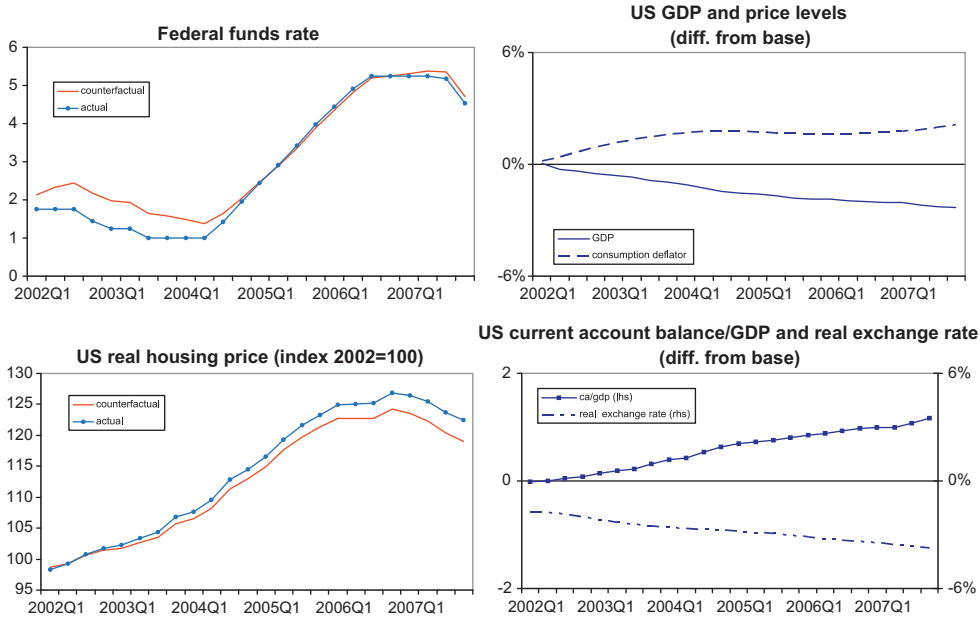 Federal funds rate
6
5
4
3
2
1
0
counterfactual
actual
2002Q1 2003Q1 2004Q1 2005Q1 2006Q1 2007Q1
US GDP and price levels
(diff. from base)
6%
0%
-6%
GDP
consumption deflator
2002Q1 2003Q1 2004Q1 2005Q1 2006Q1 2007Q1
US real housing price (index 2002=100)
130
125
120
115
110
105
100
95
counterfactual
actual
2002Q1 2003Q1 2004Q1 2005Q1 2006Q1 2007Q1
US current account balance/GDP and real exchange rate
(diff. from base)
2
0
-2
6%
0%
-6%
ca/gdp (lhs)
real exchange rate (rhs)
2002Q1 2003Q1 2004Q1 2005Q1 2006Q1 2007Q1